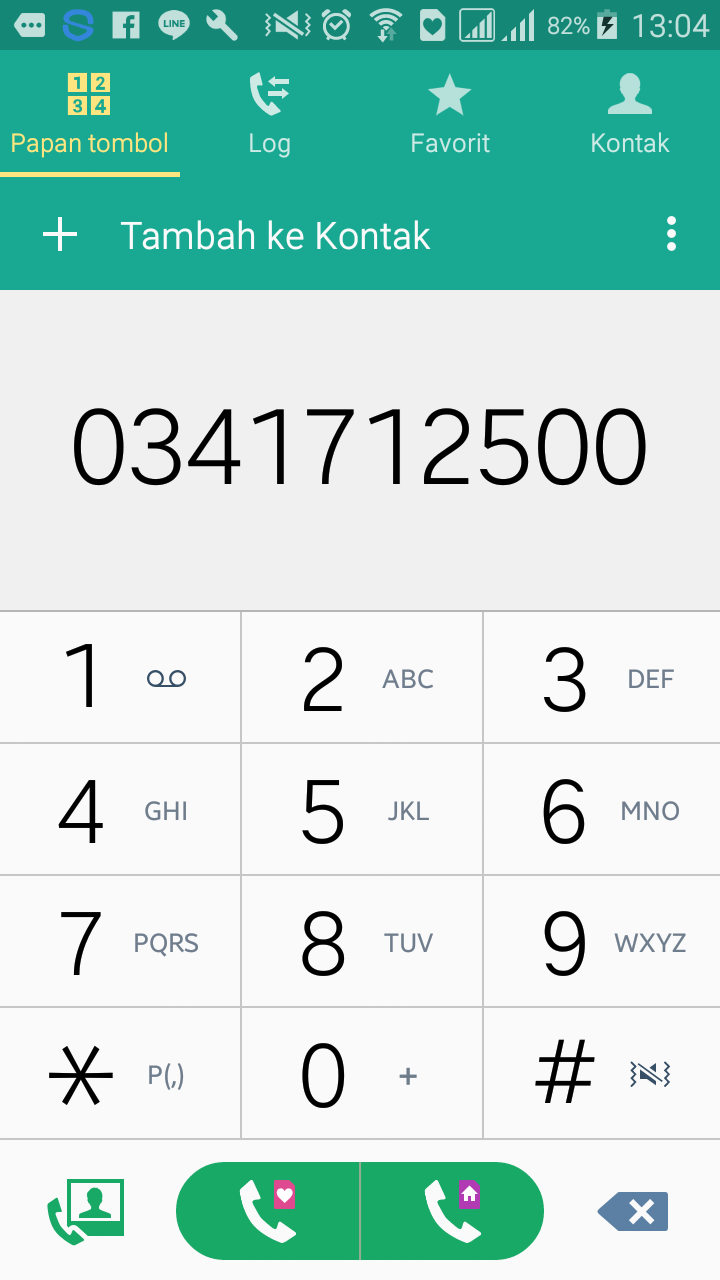 LINE 82% 13:04
1 2
3 4
Papan tombol Log Favorit Kontak
+ Tambah ke Kontak
0341712500
1 2 ABC 3 DEF
4 GHI 5 JKL 6 MNO
7 PQRS 8 TUV 9 WXYZ
* P(,) 0 + #